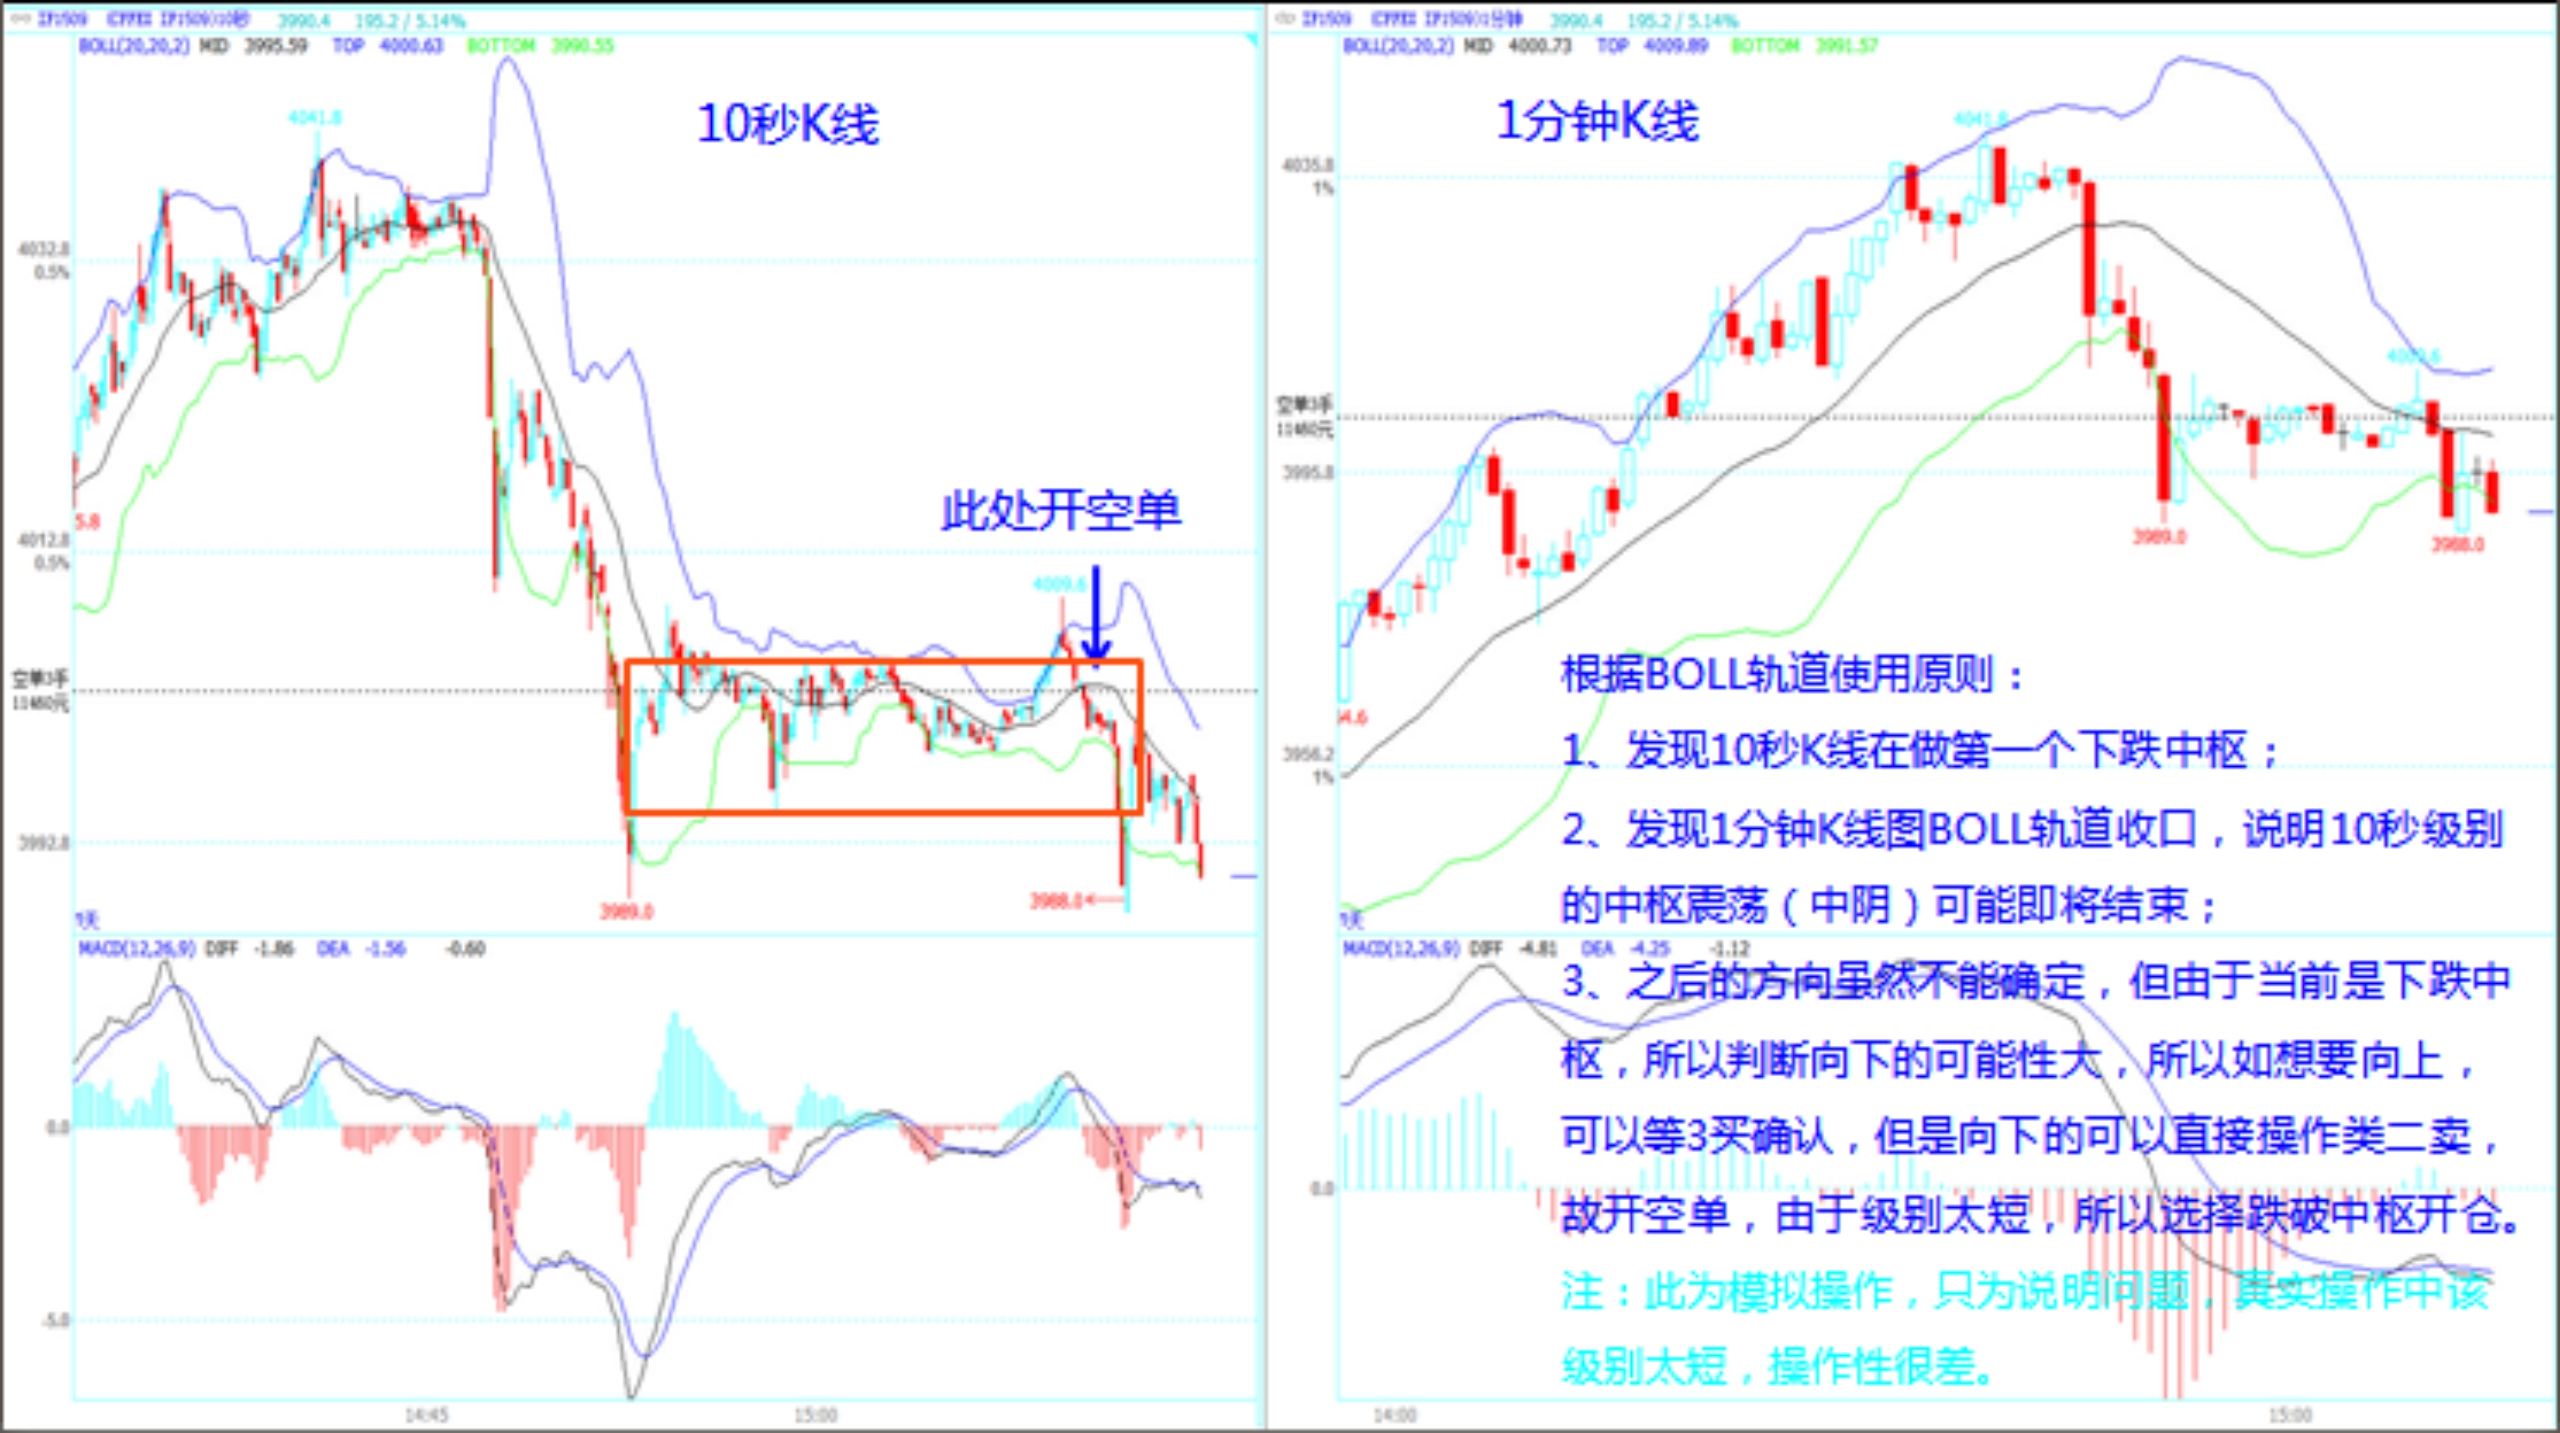 IF1509 (CFFEX IF1509)10秒 3990.4 195.2 / 5.14%
BOLL(20,20,2) MID 3995.59 TOP 4000.63 BOTTOM 3990.55
10秒K线
4041.8
4032.8
0.5%
此处开空单
5.8
4012.8
0.5%
4009.6
空单3手
11460元
3992.8
3989.0
3988.0
1天
MACD(12,26,9) DIFF -1.86 DEA -1.56 -0.60
0.0
-5.0
14:45 15:00
IF1509 (CFFEX IF1509)1分钟 3990.4 195.2 / 5.14%
BOLL(20,20,2) MID 4000.73 TOP 4009.89 BOTTOM 3991.57
1分钟K线
4041.8
4035.8
1%
4009.6
空单3手
11460元
3995.8
3989.0
3988.0
4.6
3956.2
1%
根据BOLL轨道使用原则：
1、发现10秒K线在做第一个下跌中枢；
2、发现1分钟K线图BOLL轨道收口，说明10秒级别
的中枢震荡（中阴）可能即将结束；
1天
MACD(12,26,9) DIFF -4.81 DEA -4.25 -1.12
3、之后的方向虽然不能确定，但由于当前是下跌中
枢，所以判断向下的可能性大，所以如想要向上，
可以等3买确认，但是向下的可以直接操作类二卖，
0.0
故开空单，由于级别太短，所以选择跌破中枢开仓。
注：此为模拟操作，只为说明问题，真实操作中该
级别太短，操作性很差。
14:00 15:00